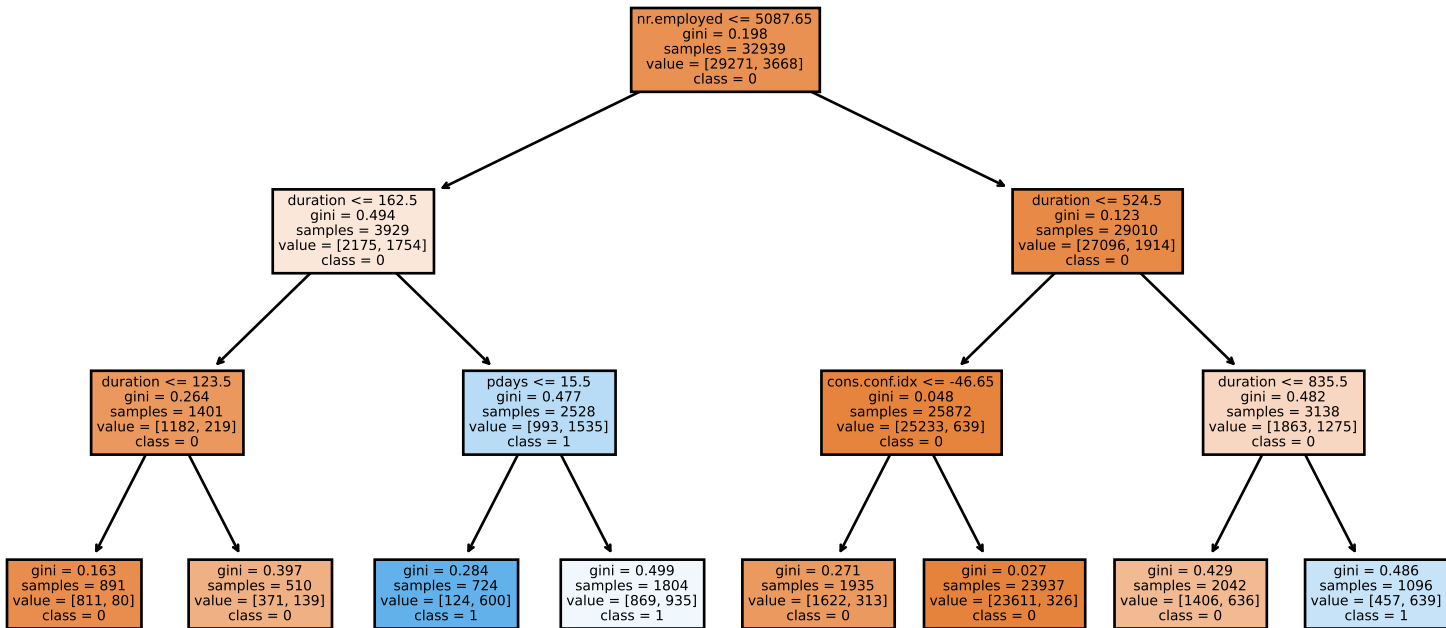 nr.employed <= 5087.65
gini = 0.198
samples = 32939
value = [29271, 3668]
class = 0
duration <= 162.5
gini = 0.494
samples = 3929
value = [2175, 1754]
class = 0
duration <= 524.5
gini = 0.123
samples = 29010
value = [27096, 1914]
class = 0
duration <= 123.5
gini = 0.264
samples = 1401
value = [1182, 219]
class = 0
pdays <= 15.5
gini = 0.477
samples = 2528
value = [993, 1535]
class = 1
cons.conf.idx <= -46.65
gini = 0.048
samples = 25872
value = [25233, 639]
class = 0
duration <= 835.5
gini = 0.482
samples = 3138
value = [1863, 1275]
class = 0
gini = 0.163
samples = 891
value = [811, 80]
class = 0
gini = 0.397
samples = 510
value = [371, 139]
class = 0
gini = 0.284
samples = 724
value = [124, 600]
class = 1
gini = 0.499
samples = 1804
value = [869, 935]
class = 1
gini = 0.271
samples = 1935
value = [1622, 313]
class = 0
gini = 0.027
samples = 23937
value = [23611, 326]
class = 0
gini = 0.429
samples = 2042
value = [1406, 636]
class = 0
gini = 0.486
samples = 1096
value = [457, 639]
class = 1